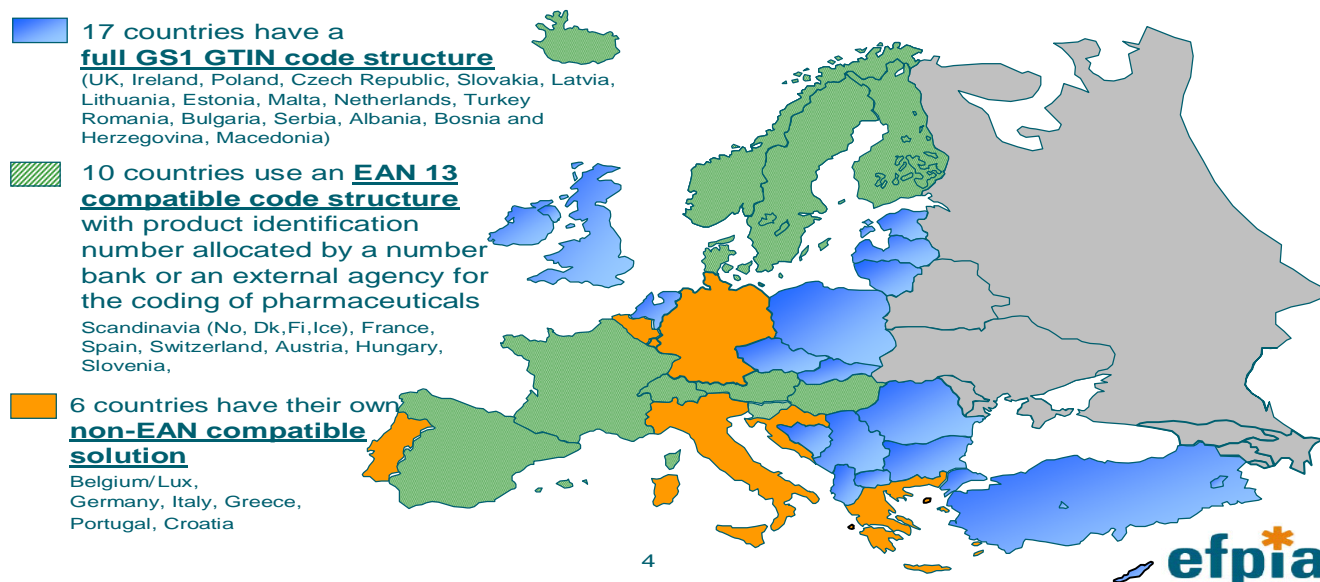 17 countries have a
full GS1 GTIN code structure
(UK, Ireland, Poland, Czech Republic, Slovakia, Latvia,
Lithuania, Estonia, Malta, Netherlands, Turkey
Romania, Bulgaria, Serbia, Albania, Bosnia and
Herzegovina, Macedonia)
10 countries use an EAN 13
compatible code structure
with product identification
number allocated by a number
bank or an external agency for
the coding of pharmaceuticals
Scandinavia (No, Dk,Fi,Ice), France,
Spain, Switzerland, Austria, Hungary,
Slovenia,
6 countries have their own
non-EAN compatible
solution
Belgium/Lux,
Germany, Italy, Greece,
Portugal, Croatia
4
efpia